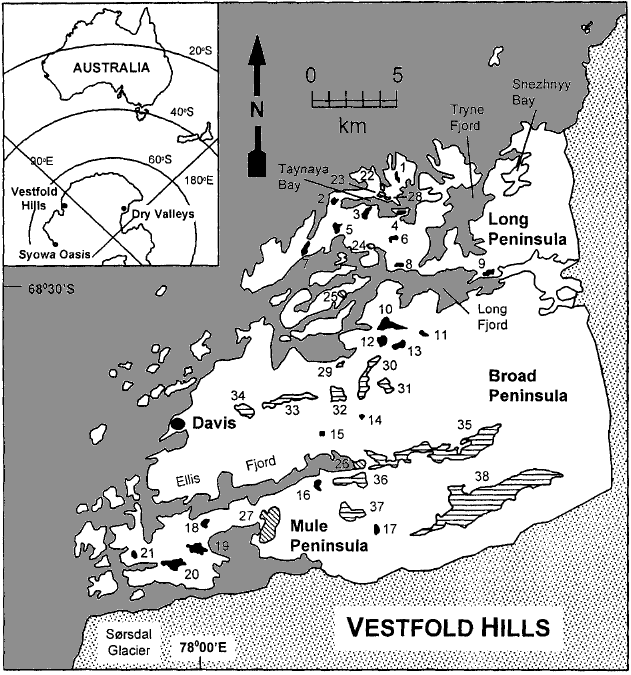 20°S
AUSTRALIA
40°S
60°S
90°E
180°E
Vestfold
Hills
Dry Valleys
Syowa Oasis
N
0 5
km
Snezhnyy
Bay
Tryne
Fjord
Taynaya
Bay
23
22
1
28
2
3
4
5
6
24
7
8
9
Long
Peninsula
68°30'S
25
Long
Fjord
10
11
12
13
29
30
31
Broad
Peninsula
34
33
32
14
Davis
15
35
Ellis Fjord
26
36
38
16
27
37
18
Mule
Peninsula
17
19
21
20
VESTFOLD HILLS
Sørsdal
Glacier
78°00'E